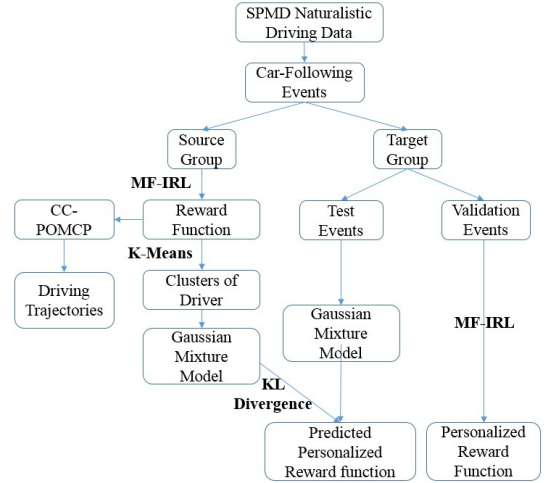 SPMD Naturalistic
Driving Data
Car-Following
Events
Source
Group
Target
Group
MF-IRL
CC-
POMCP
Reward
Function
Test
Events
Validation
Events
K-Means
Driving
Trajectories
Clusters of
Driver
Gaussian
Mixture
Model
Gaussian
Mixture
Model
MF-IRL
KL
Divergence
Predicted
Personalized
Reward function
Personalized
Reward
Function